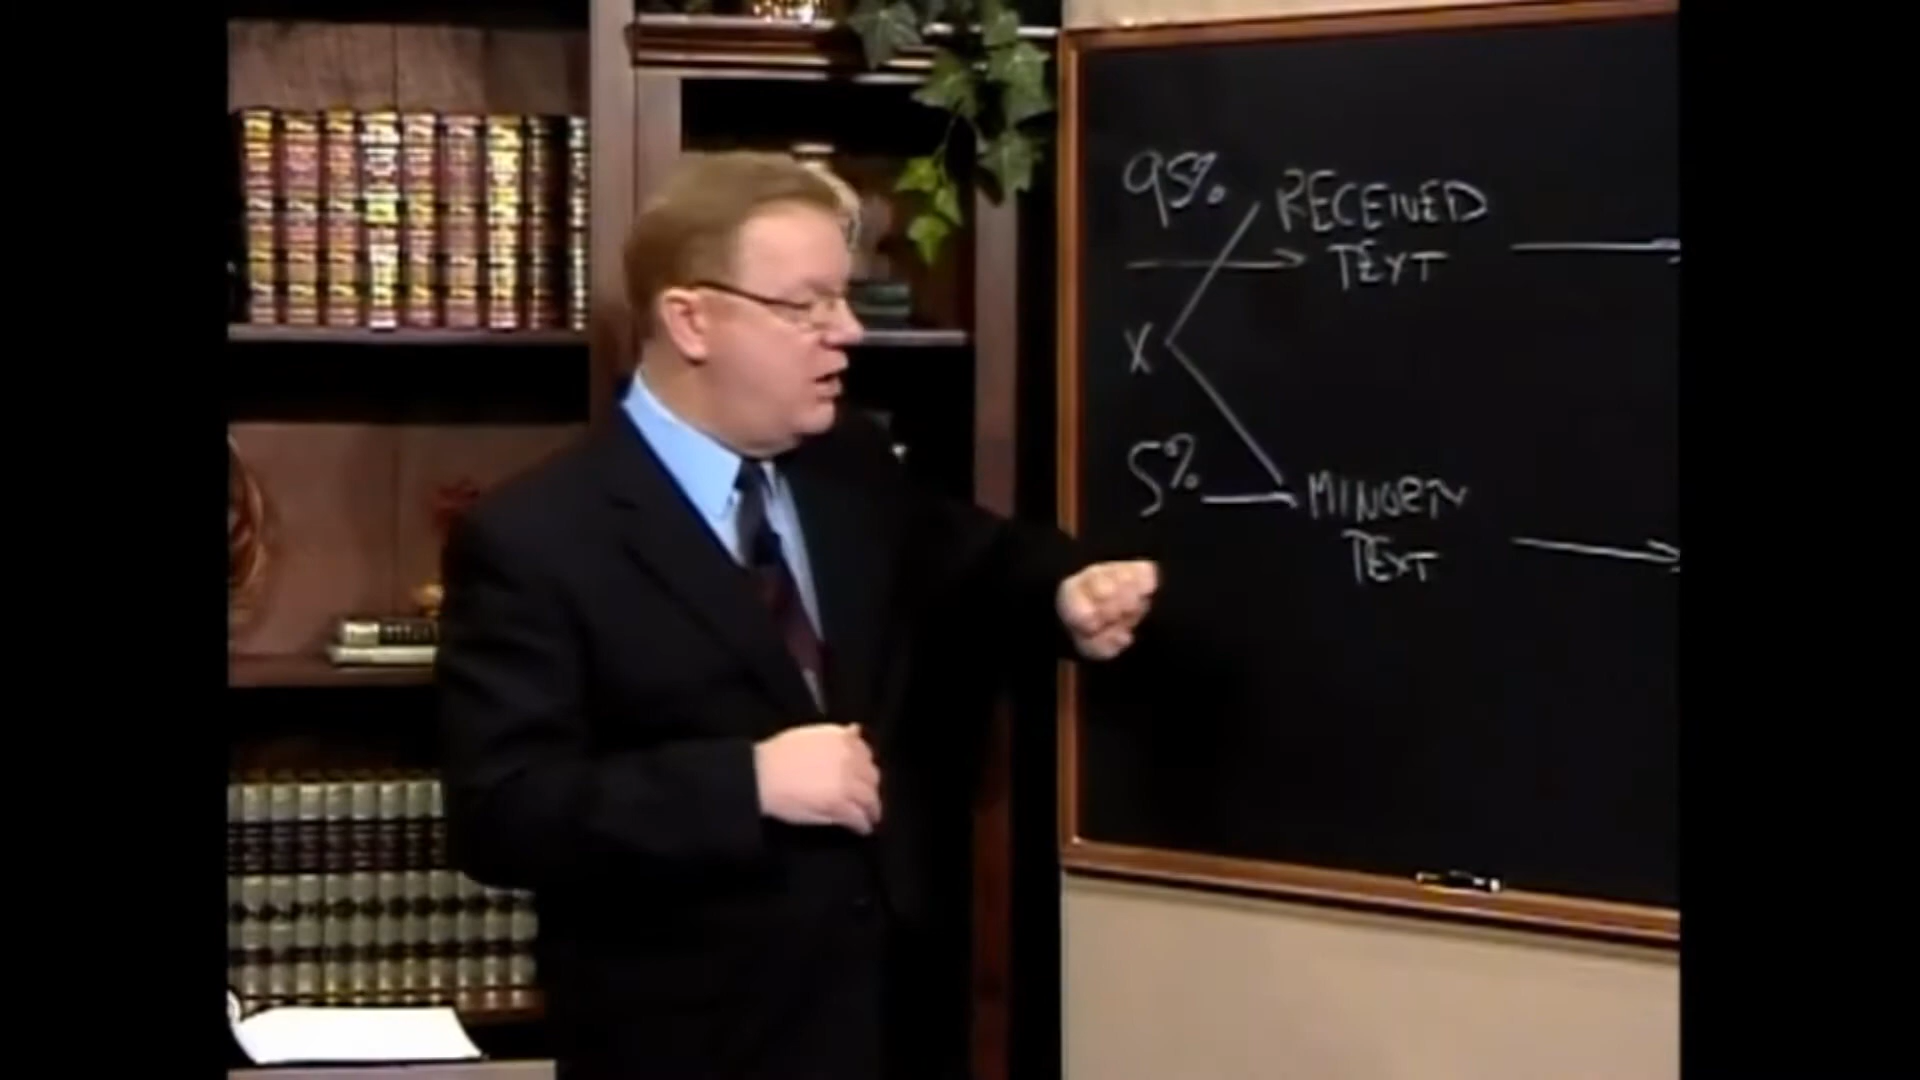 95%
RECEIVED
TEXT
X
5%
MINORITY
TEXT